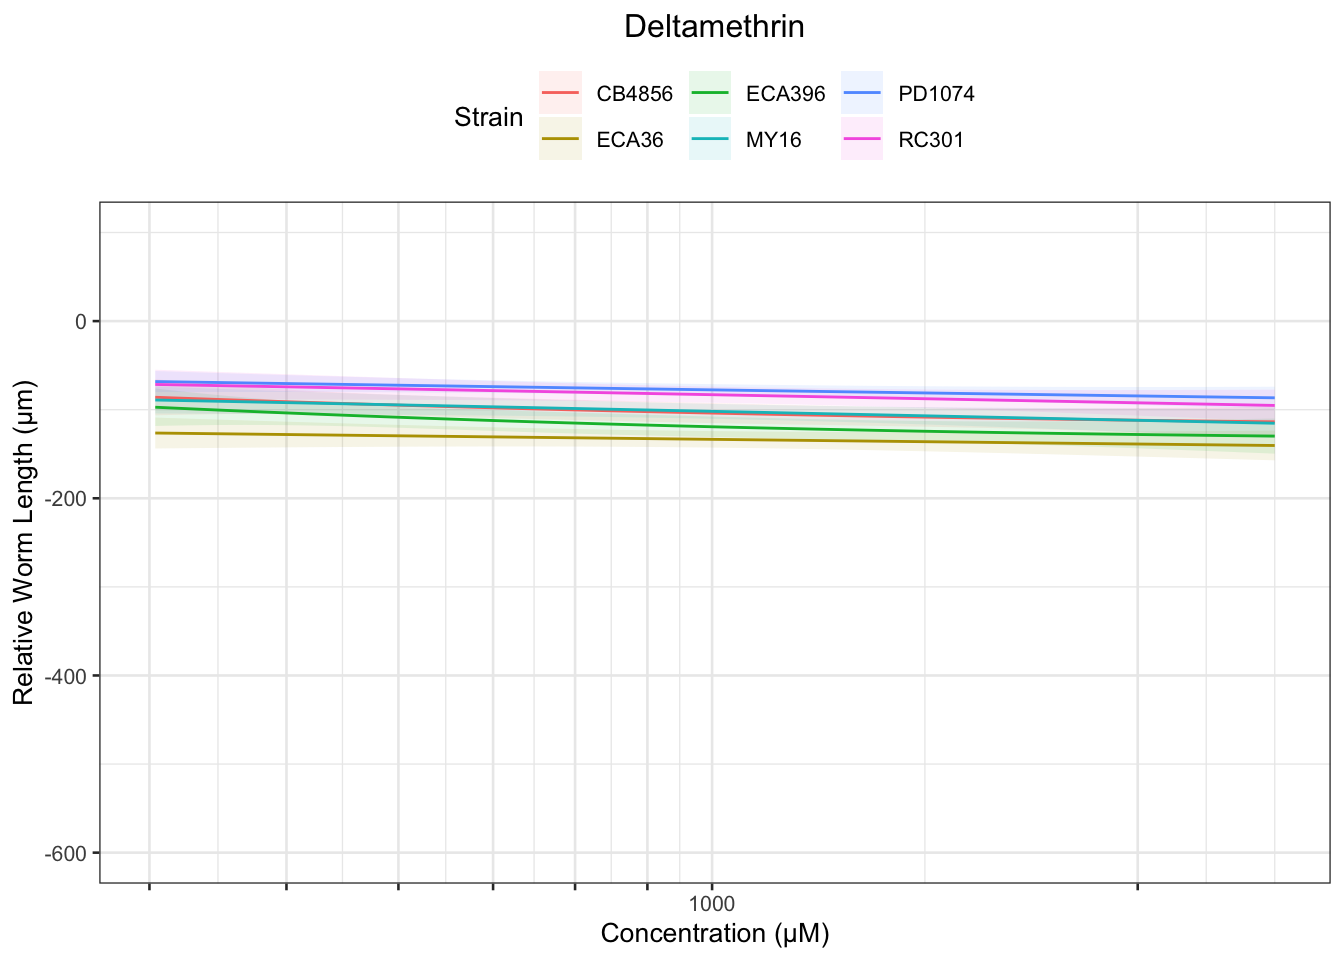 Deltamethrin
Strain
CB4856 ECA396 PD1074
ECA36 MY16 RC301
Relative Worm Length (µm)
0
-200
-400
-600
1000
Concentration (µM)